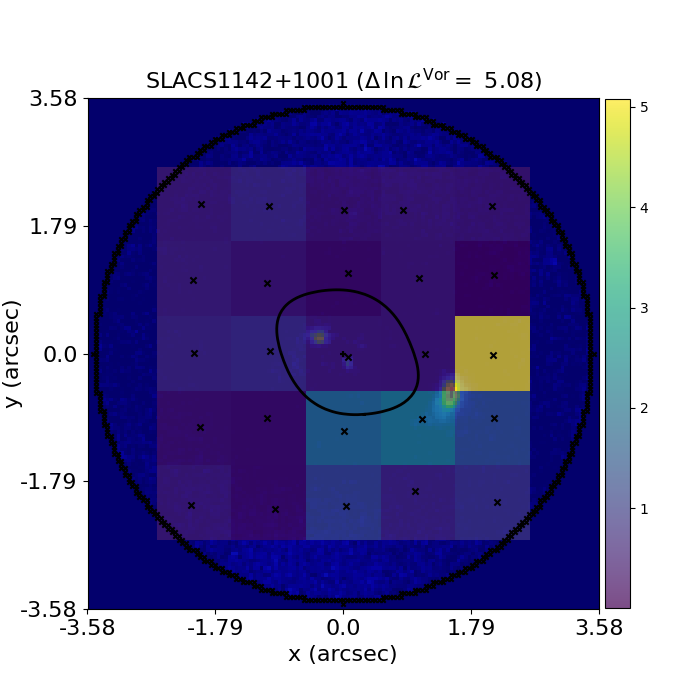 SLACS1142+1001 (Δ ln ℒ^Vor = 5.08)
3.58
1.79
0.0
-1.79
-3.58
y (arcsec)
-3.58 -1.79 0.0 1.79 3.58
x (arcsec)
5
4
3
2
1